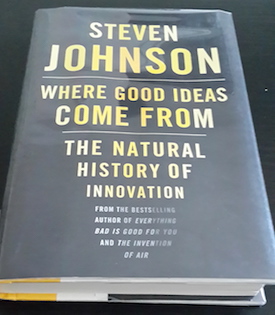 STEVEN
JOHNSON
WHERE GOOD IDEAS
COME FROM
THE NATURAL
HISTORY OF
INNOVATION
FROM THE BESTSELLING
AUTHOR OF EVERYTHING
BAD IS GOOD FOR YOU
AND THE INVENTION
OF AIR